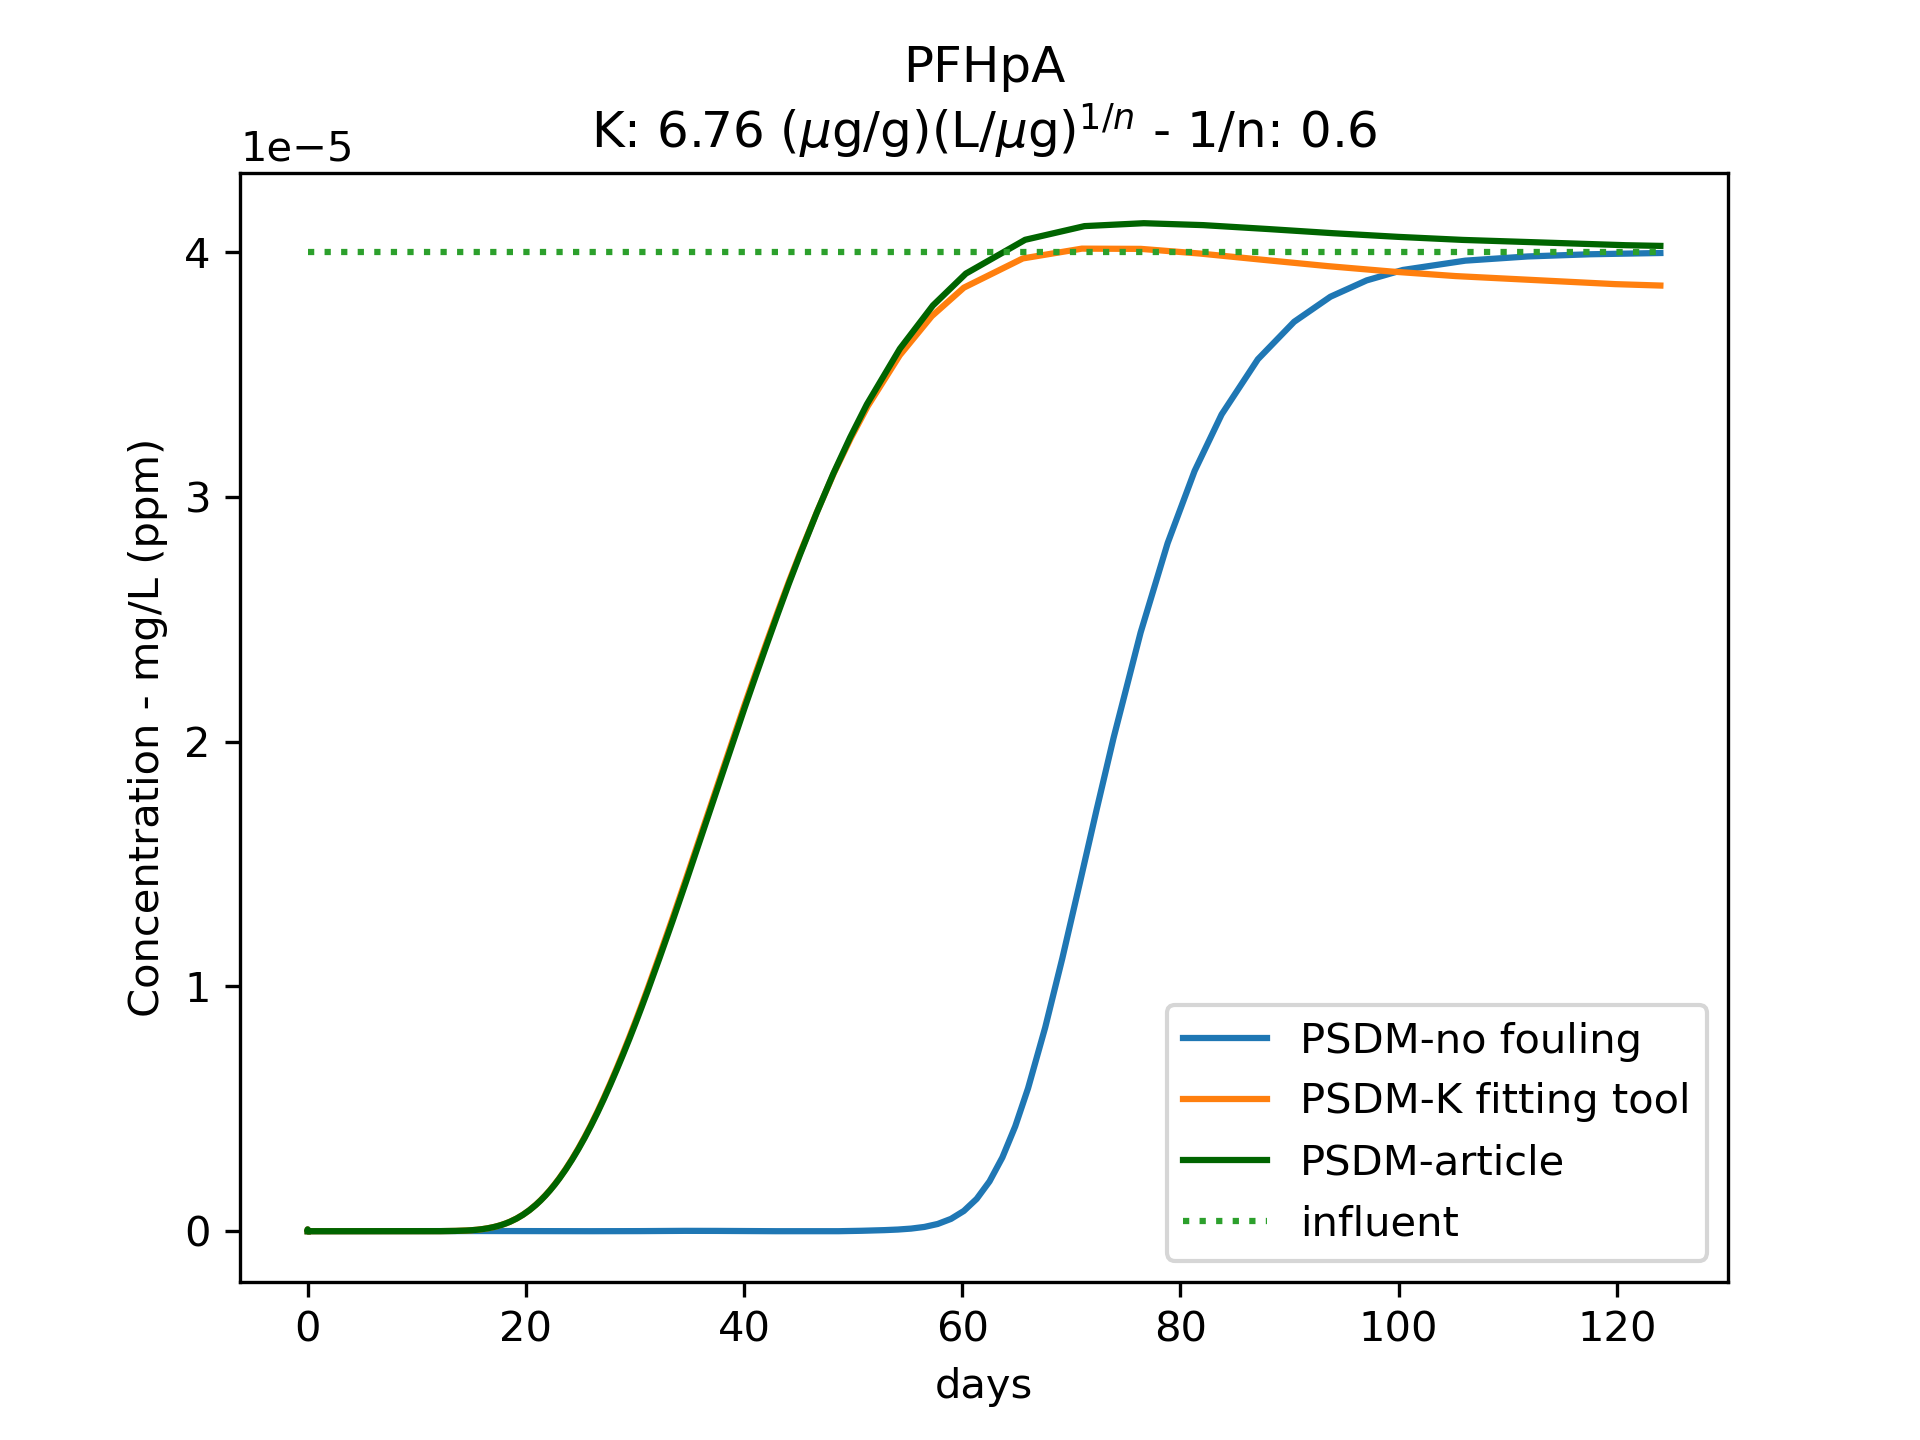 PFHpA
K: 6.76 (μg/g)(L/μg)^{1/n} - 1/n: 0.6
1e−5
4
3
2
1
0
Concentration - mg/L (ppm)
0 20 40 60 80 100 120
days
PSDM-no fouling
PSDM-K fitting tool
PSDM-article
influent